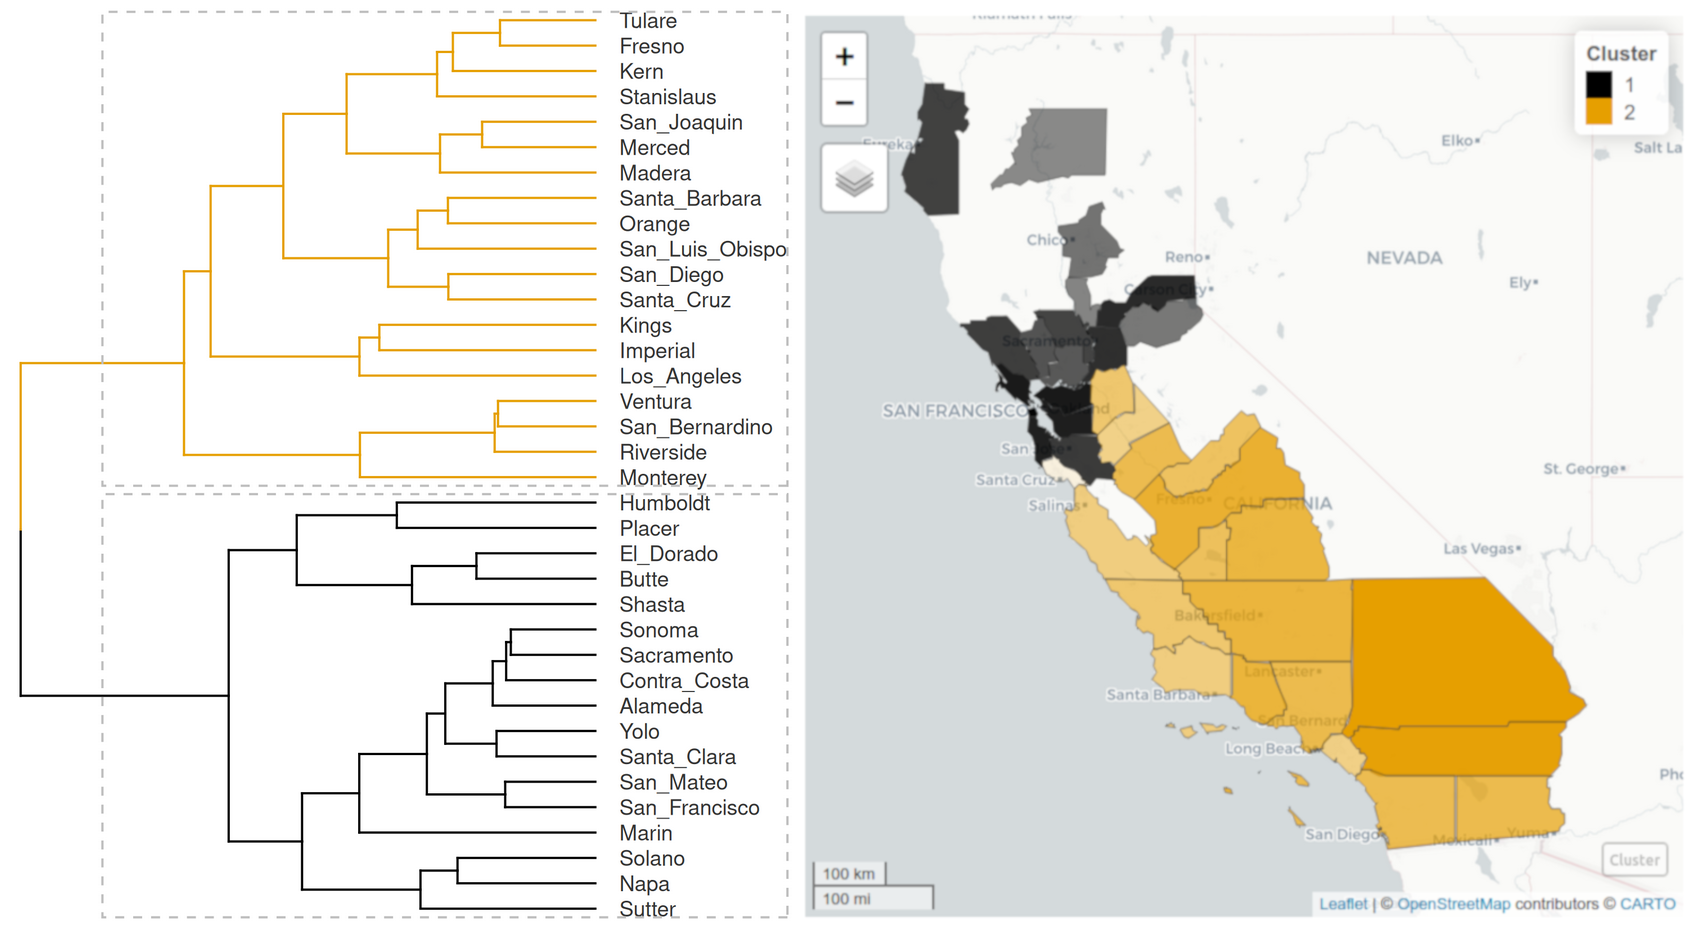 Tulare
Fresno
Kern
Stanislaus
San_Joaquin
Merced
Madera
Santa_Barbara
Orange
San_Luis_Obispo
San_Diego
Santa_Cruz
Kings
Imperial
Los_Angeles
Ventura
San_Bernardino
Riverside
Monterey
Humboldt
Placer
El_Dorado
Butte
Shasta
Sonoma
Sacramento
Contra_Costa
Alameda
Yolo
Santa_Clara
San_Mateo
San_Francisco
Marin
Solano
Napa
Sutter
Klamath Falls
+
−
Cluster
1
2
Eureka
Elko
Salt La
Chico
Reno
NEVADA
Carson City
Ely
Sacramento
SAN FRANCISCO
San Jose
St. George
Santa Cruz
Salinas
Fresno
CALIFORNIA
Las Vegas
Bakersfield
Lancaster
Santa Barbara
San Bernard
Long Beach
Pho
San Diego
Mexicali
Yuma
Cluster
100 km
100 mi
Leaflet | © OpenStreetMap contributors © CARTO